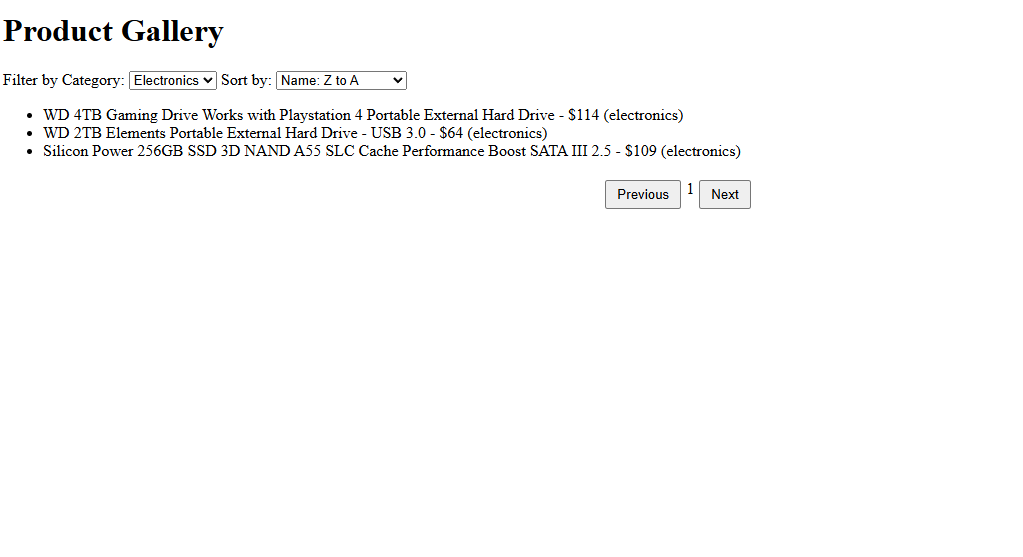 Product Gallery
Filter by Category: Electronics Sort by: Name: Z to A
• WD 4TB Gaming Drive Works with Playstation 4 Portable External Hard Drive - $114 (electronics)
• WD 2TB Elements Portable External Hard Drive - USB 3.0 - $64 (electronics)
• Silicon Power 256GB SSD 3D NAND A55 SLC Cache Performance Boost SATA III 2.5 - $109 (electronics)
Previous 1 Next